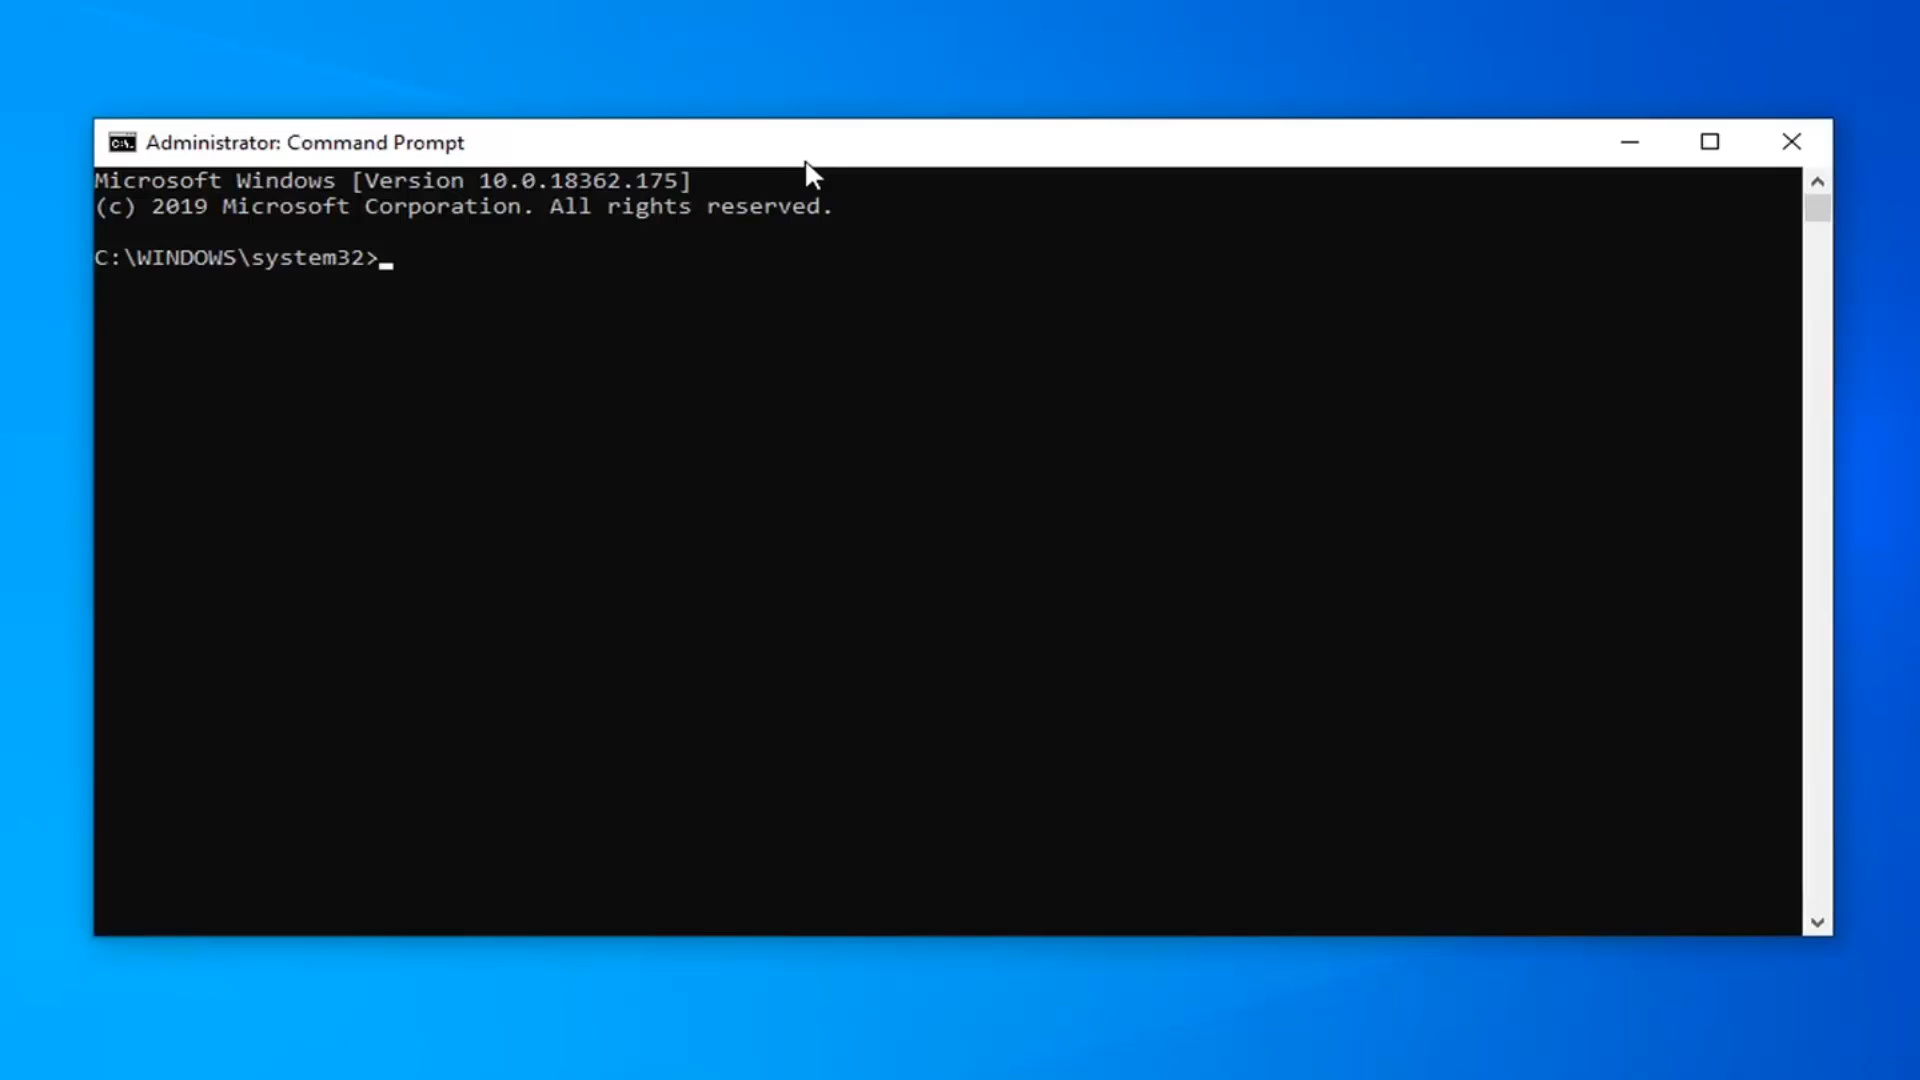 Administrator: Command Prompt
Microsoft Windows [Version 10.0.18362.175]
(c) 2019 Microsoft Corporation. All rights reserved.
C:\WINDOWS\system32>